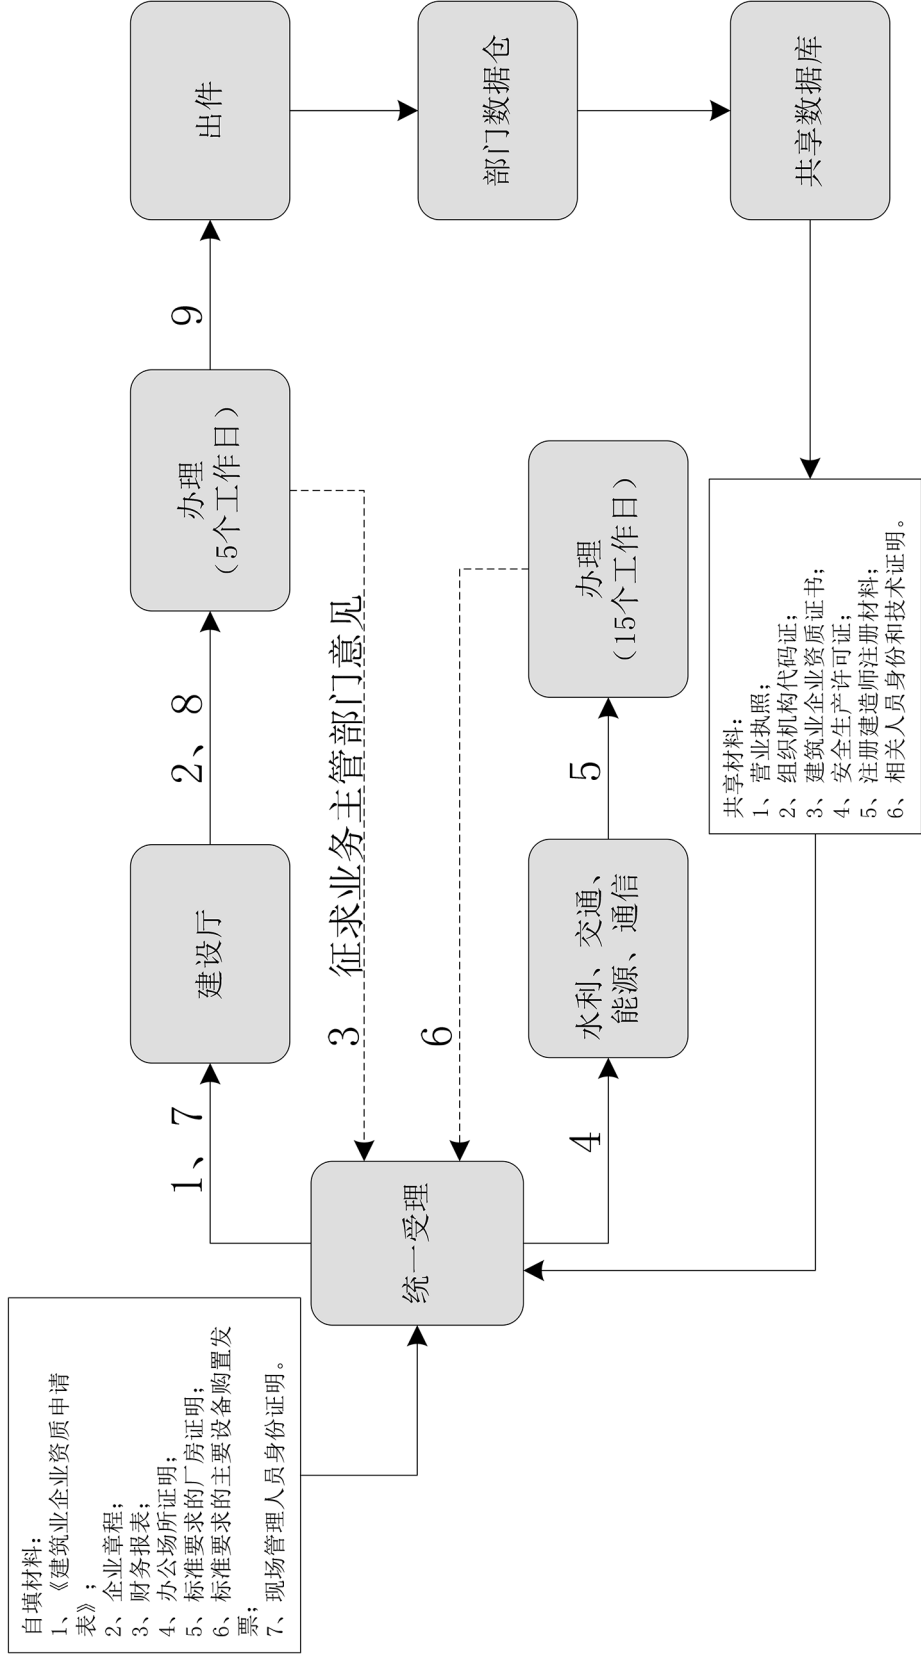 自填材料：
1、《建筑业企业资质申请
表》；
2、企业章程；
3、财务报表；
4、办公场所证明；
5、标准要求的厂房证明；
6、标准要求的主要设备购置发
票；
7、现场管理人员身份证明。
统一受理
1、7
建设厅
2、8
办理
（5个工作日）
9
出件
3
征求业务主管部门意见
6
4
水利、交通、
能源、通信
5
办理
（15个工作日）
部门数据仓
共享数据库
共享材料：
1、营业执照；
2、组织机构代码证；
3、建筑业企业资质证书；
4、安全生产许可证；
5、注册建造师注册材料；
6、相关人员身份和技术证明。